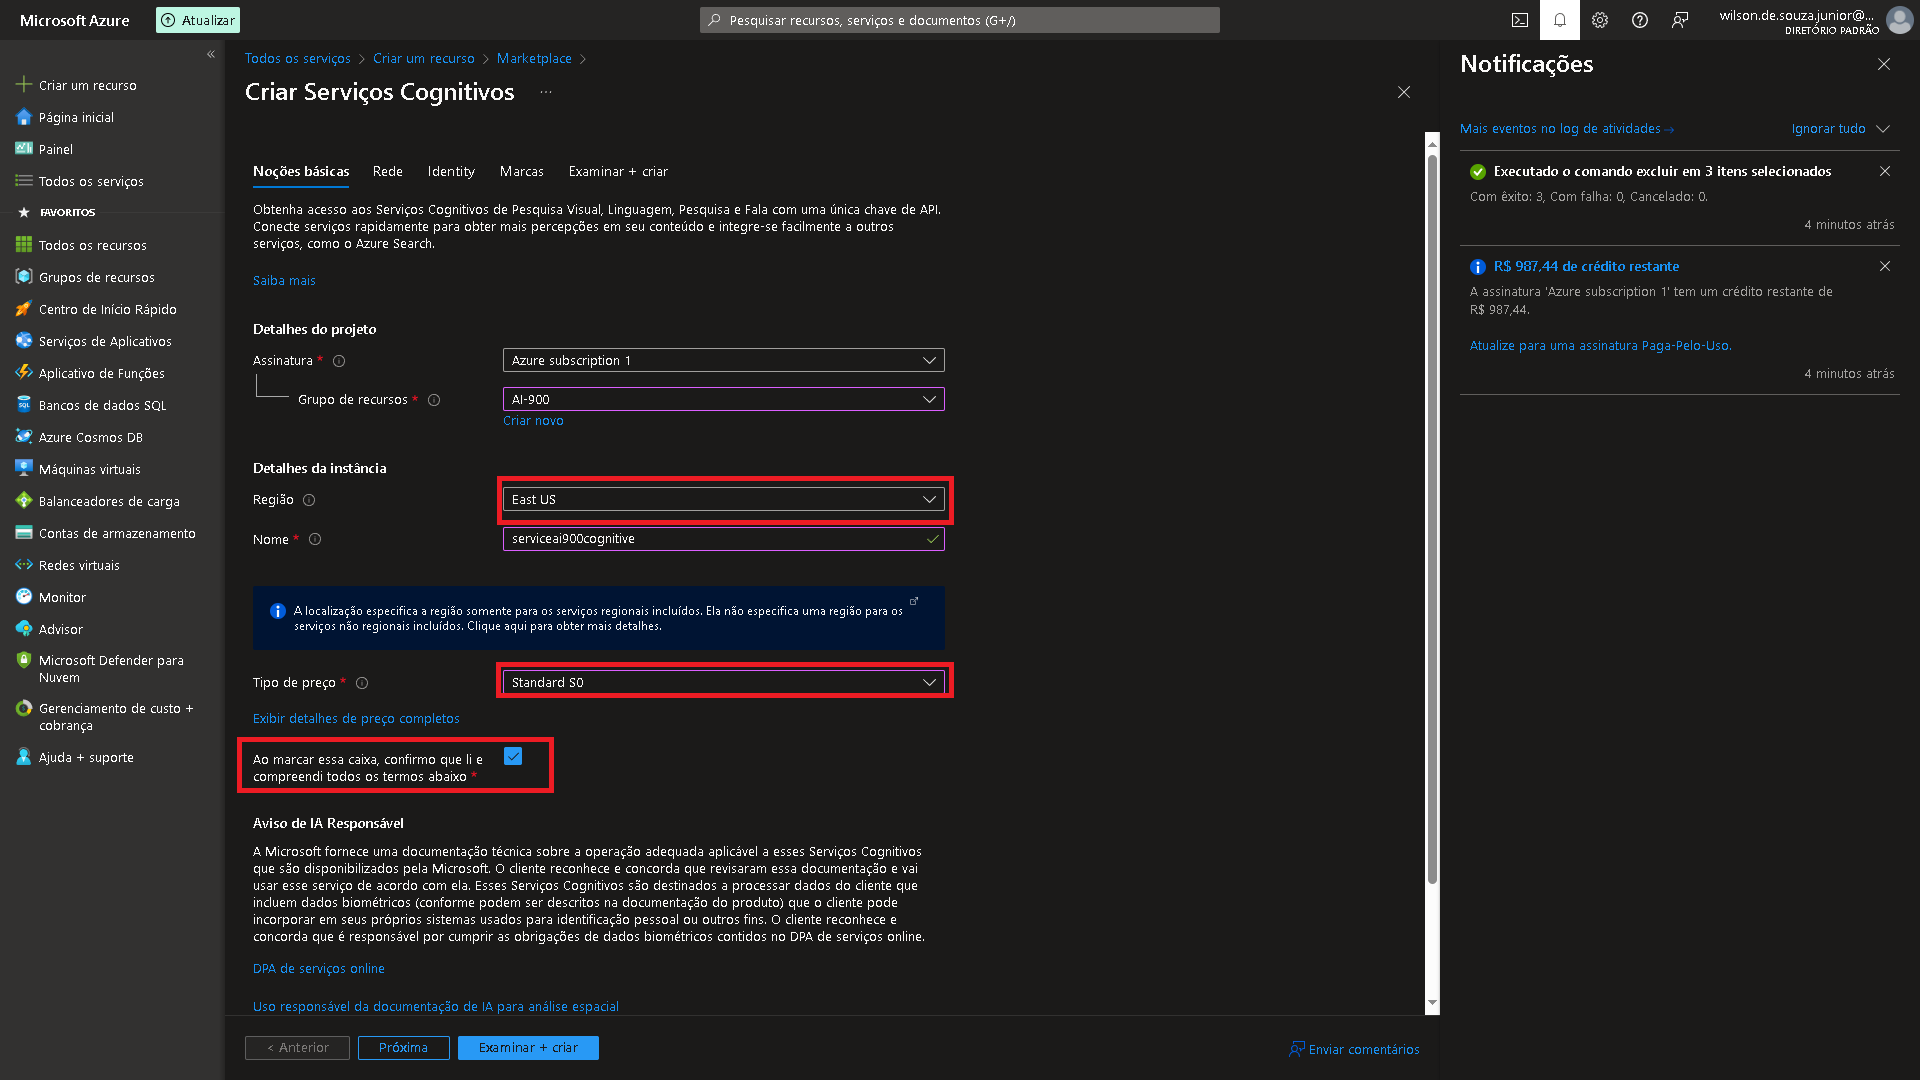 Microsoft Azure
Atualizar
Pesquisar recursos, serviços e documentos (G+/)
wilson.de.souza.junior@...
DIRETÓRIO PADRÃO
«
Criar um recurso
Página inicial
Painel
Todos os serviços
FAVORITOS
Todos os recursos
Grupos de recursos
Centro de Início Rápido
Serviços de Aplicativos
Aplicativo de Funções
Bancos de dados SQL
Azure Cosmos DB
Máquinas virtuais
Balanceadores de carga
Contas de armazenamento
Redes virtuais
Monitor
Advisor
Microsoft Defender para
Nuvem
Gerenciamento de custo +
cobrança
Ajuda + suporte
Todos os serviços > Criar um recurso > Marketplace >
Criar Serviços Cognitivos ...
Noções básicas Rede Identity Marcas Examinar + criar
Obtenha acesso aos Serviços Cognitivos de Pesquisa Visual, Linguagem, Pesquisa e Fala com uma única chave de API.
Conecte serviços rapidamente para obter mais percepções em seu conteúdo e integre-se facilmente a outros
serviços, como o Azure Search.
Saiba mais
Detalhes do projeto
Assinatura * Azure subscription 1
Grupo de recursos * AI-900
Criar novo
Detalhes da instância
Região East US
Nome * serviceai900cognitive
A localização especifica a região somente para os serviços regionais incluídos. Ela não especifica uma região para os
serviços não regionais incluídos. Clique aqui para obter mais detalhes.
Tipo de preço * Standard S0
Exibir detalhes de preço completos
Ao marcar essa caixa, confirmo que li e
compreendi todos os termos abaixo *
Aviso de IA Responsável
A Microsoft fornece uma documentação técnica sobre a operação adequada aplicável a esses Serviços Cognitivos
que são disponibilizados pela Microsoft. O cliente reconhece e concorda que revisaram essa documentação e vai
usar esse serviço de acordo com ela. Esses Serviços Cognitivos são destinados a processar dados do cliente que
incluem dados biométricos (conforme podem ser descritos na documentação do produto) que o cliente pode
incorporar em seus próprios sistemas usados para identificação pessoal ou outros fins. O cliente reconhece e
concorda que é responsável por cumprir as obrigações de dados biométricos contidos no DPA de serviços online.
DPA de serviços online
Uso responsável da documentação de IA para análise espacial
< Anterior
Próxima
Examinar + criar
Enviar comentários
Notificações
Mais eventos no log de atividades →
Ignorar tudo
Executado o comando excluir em 3 itens selecionados
Com êxito: 3, Com falha: 0, Cancelado: 0.
4 minutos atrás
R$ 987,44 de crédito restante
A assinatura 'Azure subscription 1' tem um crédito restante de
R$ 987,44.
Atualize para uma assinatura Paga-Pelo-Uso.
4 minutos atrás